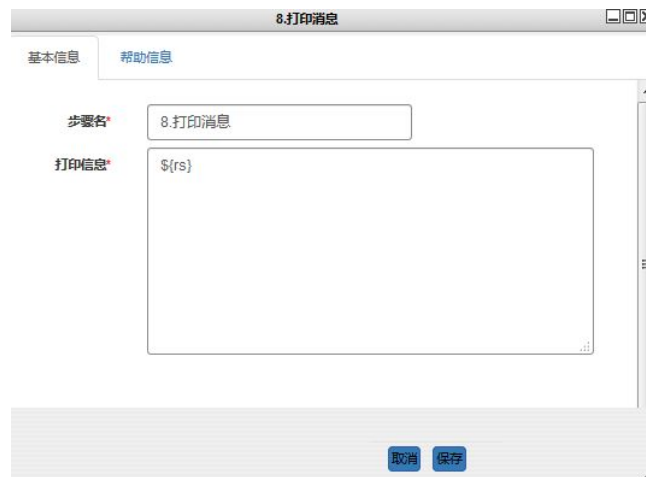 8.打印消息
基本信息 帮助信息
步骤名* 8.打印消息
打印信息* ${rs}
取消 保存